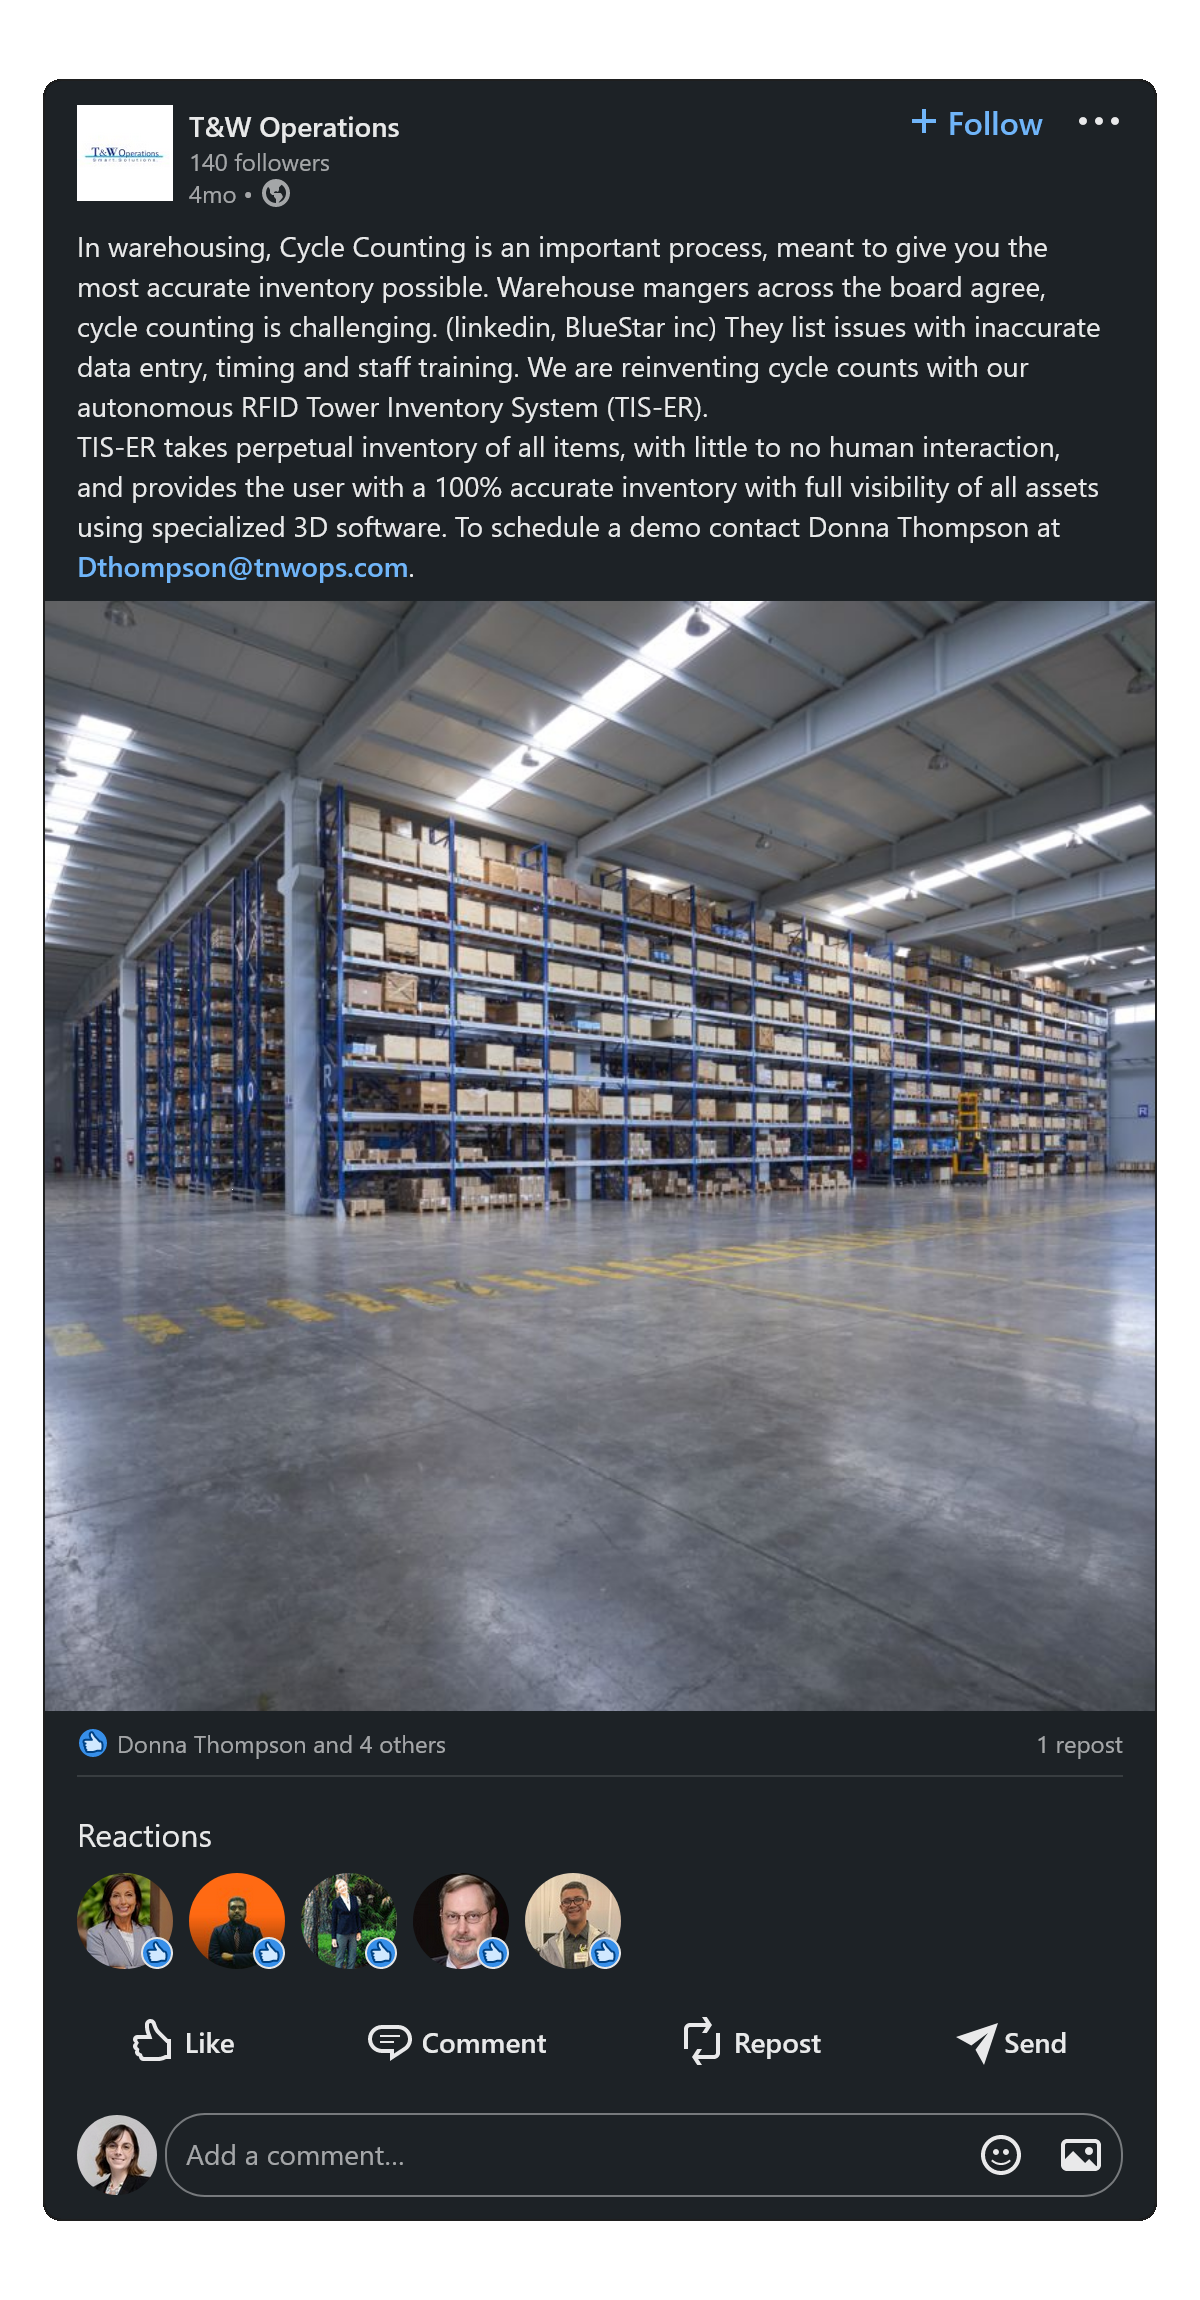 T&W Operations
Smart Solutions
T&W Operations
140 followers
4mo •
+ Follow
In warehousing, Cycle Counting is an important process, meant to give you the
most accurate inventory possible. Warehouse mangers across the board agree,
cycle counting is challenging. (linkedin, BlueStar inc) They list issues with inaccurate
data entry, timing and staff training. We are reinventing cycle counts with our
autonomous RFID Tower Inventory System (TIS-ER).
TIS-ER takes perpetual inventory of all items, with little to no human interaction,
and provides the user with a 100% accurate inventory with full visibility of all assets
using specialized 3D software. To schedule a demo contact Donna Thompson at
Dthompson@tnwops.com.
R
N O
R
Donna Thompson and 4 others
1 repost
Reactions
Like
Comment
Repost
Send
Add a comment...